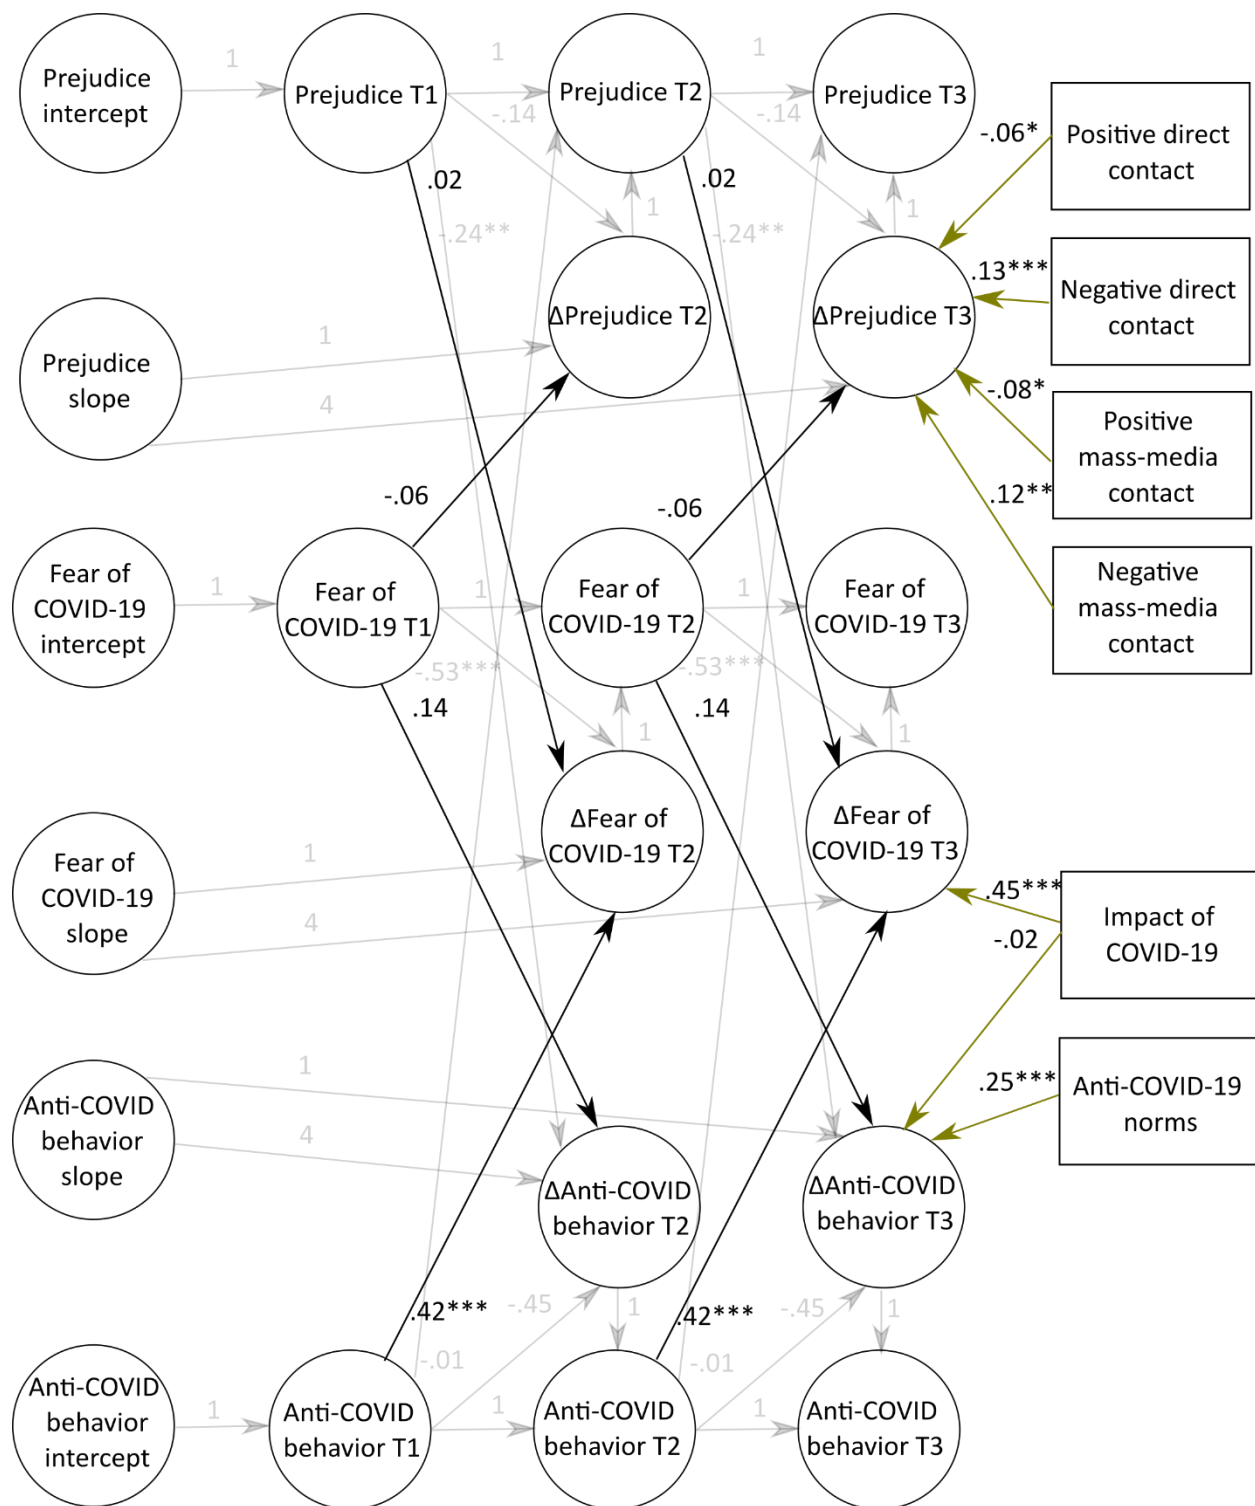 Prejudice
intercept
1
Prejudice T1
1
Prejudice T2
1
Prejudice T3
-.14
-.14
.02
.02
-.24**
-.24**
1
1
-.06*
Positive direct
contact
.13***
Negative direct
contact
-.08*
Positive
mass-media
contact
.12**
Negative
mass-media
contact
Prejudice
slope
1
4
ΔPrejudice T2
ΔPrejudice T3
-.06
-.06
Fear of
COVID-19
intercept
1
Fear of
COVID-19 T1
1
Fear of
COVID-19 T2
1
Fear of
COVID-19 T3
-.53***
-.53***
.14
.14
1
1
Fear of
COVID-19
slope
1
4
ΔFear of
COVID-19 T2
ΔFear of
COVID-19 T3
.45***
-.02
Impact of
COVID-19
.25***
Anti-COVID-19
norms
Anti-COVID
behavior
slope
1
4
ΔAnti-COVID
behavior T2
ΔAnti-COVID
behavior T3
.42***
-.45
1
.42***
-.45
1
-.01
-.01
Anti-COVID
behavior
intercept
1
Anti-COVID
behavior T1
1
Anti-COVID
behavior T2
1
Anti-COVID
behavior T3